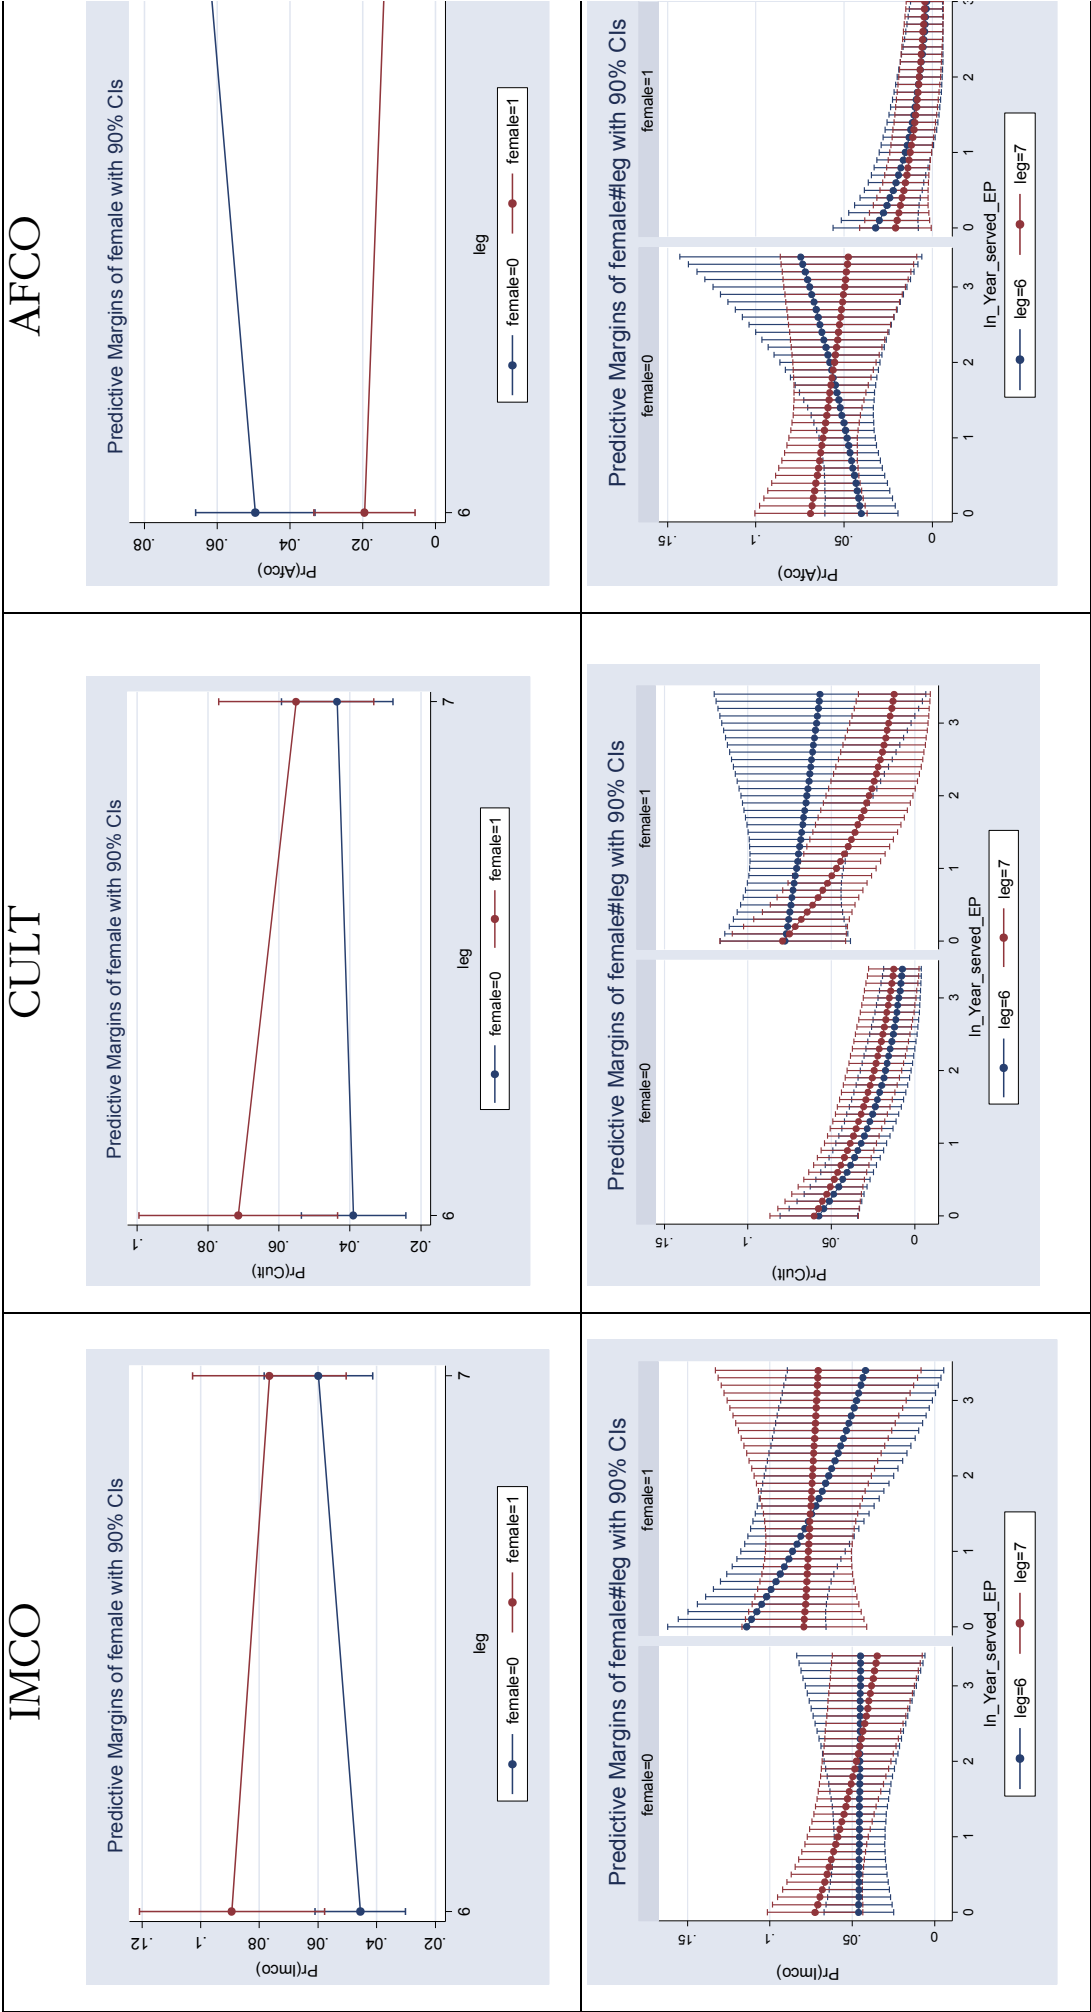 IMCO
CULT
AFCO
Predictive Margins of female with 90% CIs
.12
.1
.08
.06
.04
.02
Pr(Imco)
6
7
leg
female=0
female=1
Predictive Margins of female with 90% CIs
.1
.08
.06
.04
.02
Pr(Cult)
6
7
leg
female=0
female=1
Predictive Margins of female with 90% CIs
.08
.06
.04
.02
0
Pr(Afco)
6
leg
female=0
female=1
Predictive Margins of female#leg with 90% CIs
female=0
female=1
.15
.1
.05
0
Pr(Imco)
0
1
2
3
0
1
2
3
ln_Year_served_EP
leg=6
leg=7
Predictive Margins of female#leg with 90% CIs
female=0
female=1
.15
.1
.05
0
Pr(Cult)
0
1
2
3
0
1
2
3
ln_Year_served_EP
leg=6
leg=7
Predictive Margins of female#leg with 90% CIs
female=0
female=1
.15
.1
.05
0
Pr(Afco)
0
1
2
3
0
1
2
3
ln_Year_served_EP
leg=6
leg=7